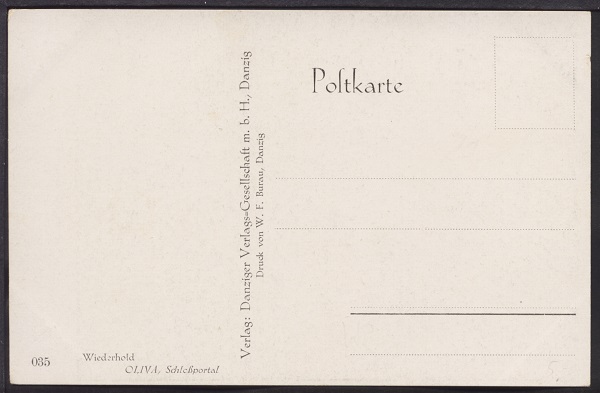 Poſtkarte
Verlag: Danziger Verlags=Geſellſchaft m. b. H., Danzig
Druck von W. F. Burau, Danzig
035
Wiederhold
OLIVA, Schloßportal